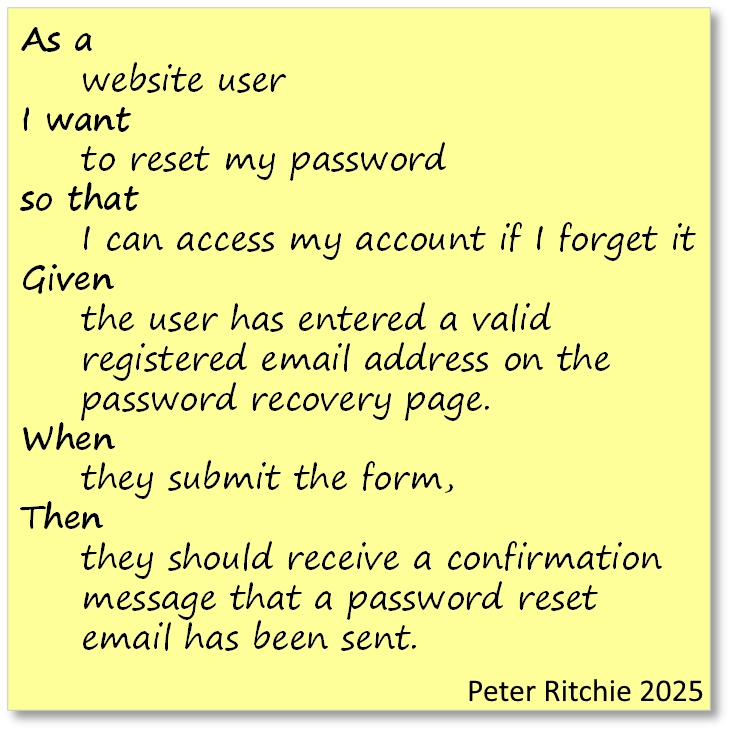 As a
website user
I want
to reset my password
so that
I can access my account if I forget it
Given
the user has entered a valid
registered email address on the
password recovery page.
When
they submit the form,
Then
they should receive a confirmation
message that a password reset
email has been sent.
Peter Ritchie 2025